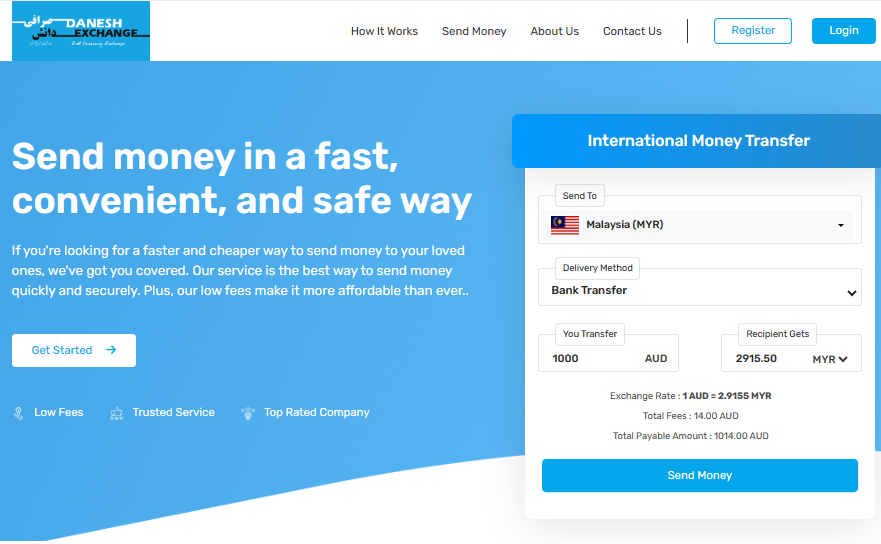 صرافی
دانش
DANESH
EXCHANGE
How It Works
Send Money
About Us
Contact Us
Register
Login
Send money in a fast,
convenient, and safe way
If you're looking for a faster and cheaper way to send money to your loved
ones, we've got you covered. Our service is the best way to send money
quickly and securely. Plus, our low fees make it more affordable than ever..
Get Started
Low Fees
Trusted Service
Top Rated Company
International Money Transfer
Send To
Malaysia (MYR)
Delivery Method
Bank Transfer
You Transfer
1000 AUD
Recipient Gets
2915.50 MYR
Exchange Rate : 1 AUD = 2.9155 MYR
Total Fees : 14.00 AUD
Total Payable Amount : 1014.00 AUD
Send Money